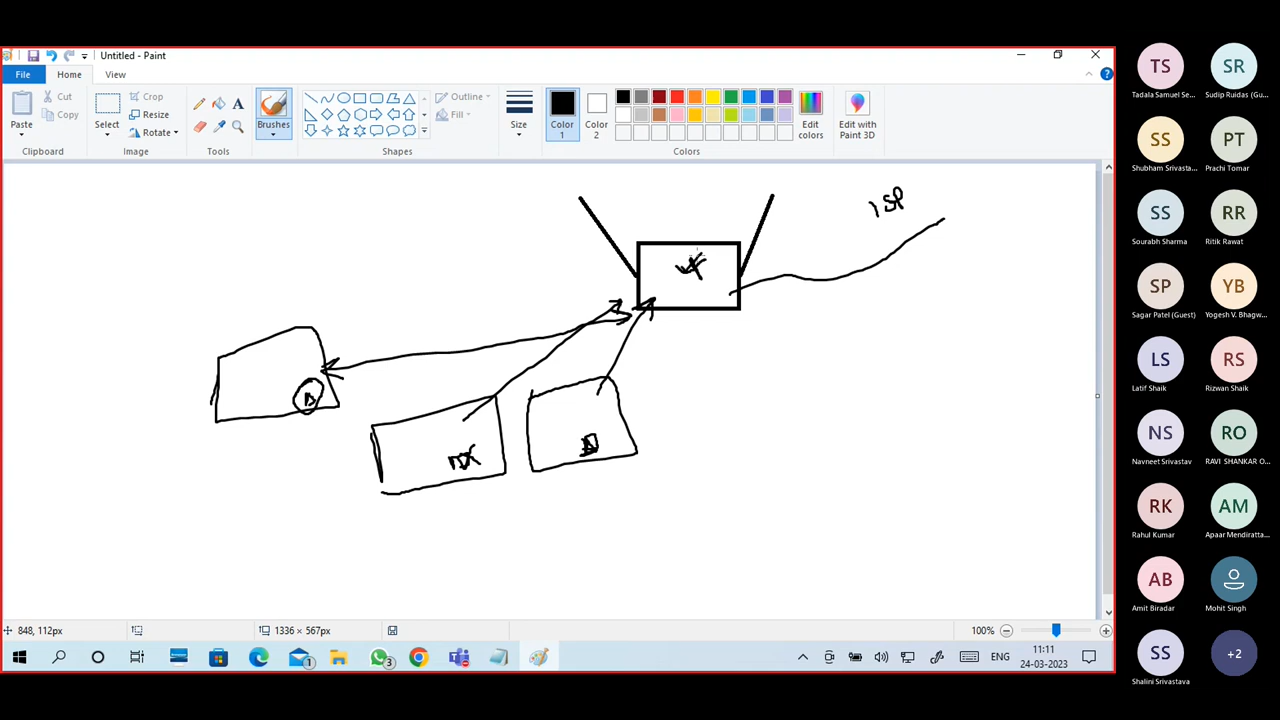 Untitled - Paint
File Home View
Paste
Cut
Copy
Clipboard
Select
Crop
Resize
Rotate
Image
Tools
Brushes
Shapes
Outline
Fill
Size
Color 1
Color 2
Edit colors
Colors
Edit with Paint 3D
ISP
848, 112px
1336 × 567px
100%
1
3
ENG
11:11
24-03-2023
TS SR
Tadala Samuel Se... Sudip Ruidas (Gu...
SS PT
Shubham Srivasta... Prachi Tomar
SS RR
Sourabh Sharma Ritik Rawat
SP YB
Sagar Patel (Guest) Yogesh V. Bhagw...
LS RS
Latif Shaik Rizwan Shaik
NS RO
Navneet Srivastav RAVI SHANKAR O...
RK AM
Rahul Kumar Apaar Mendiratta...
AB
Amit Biradar Mohit Singh
SS +2
Shalini Srivastava